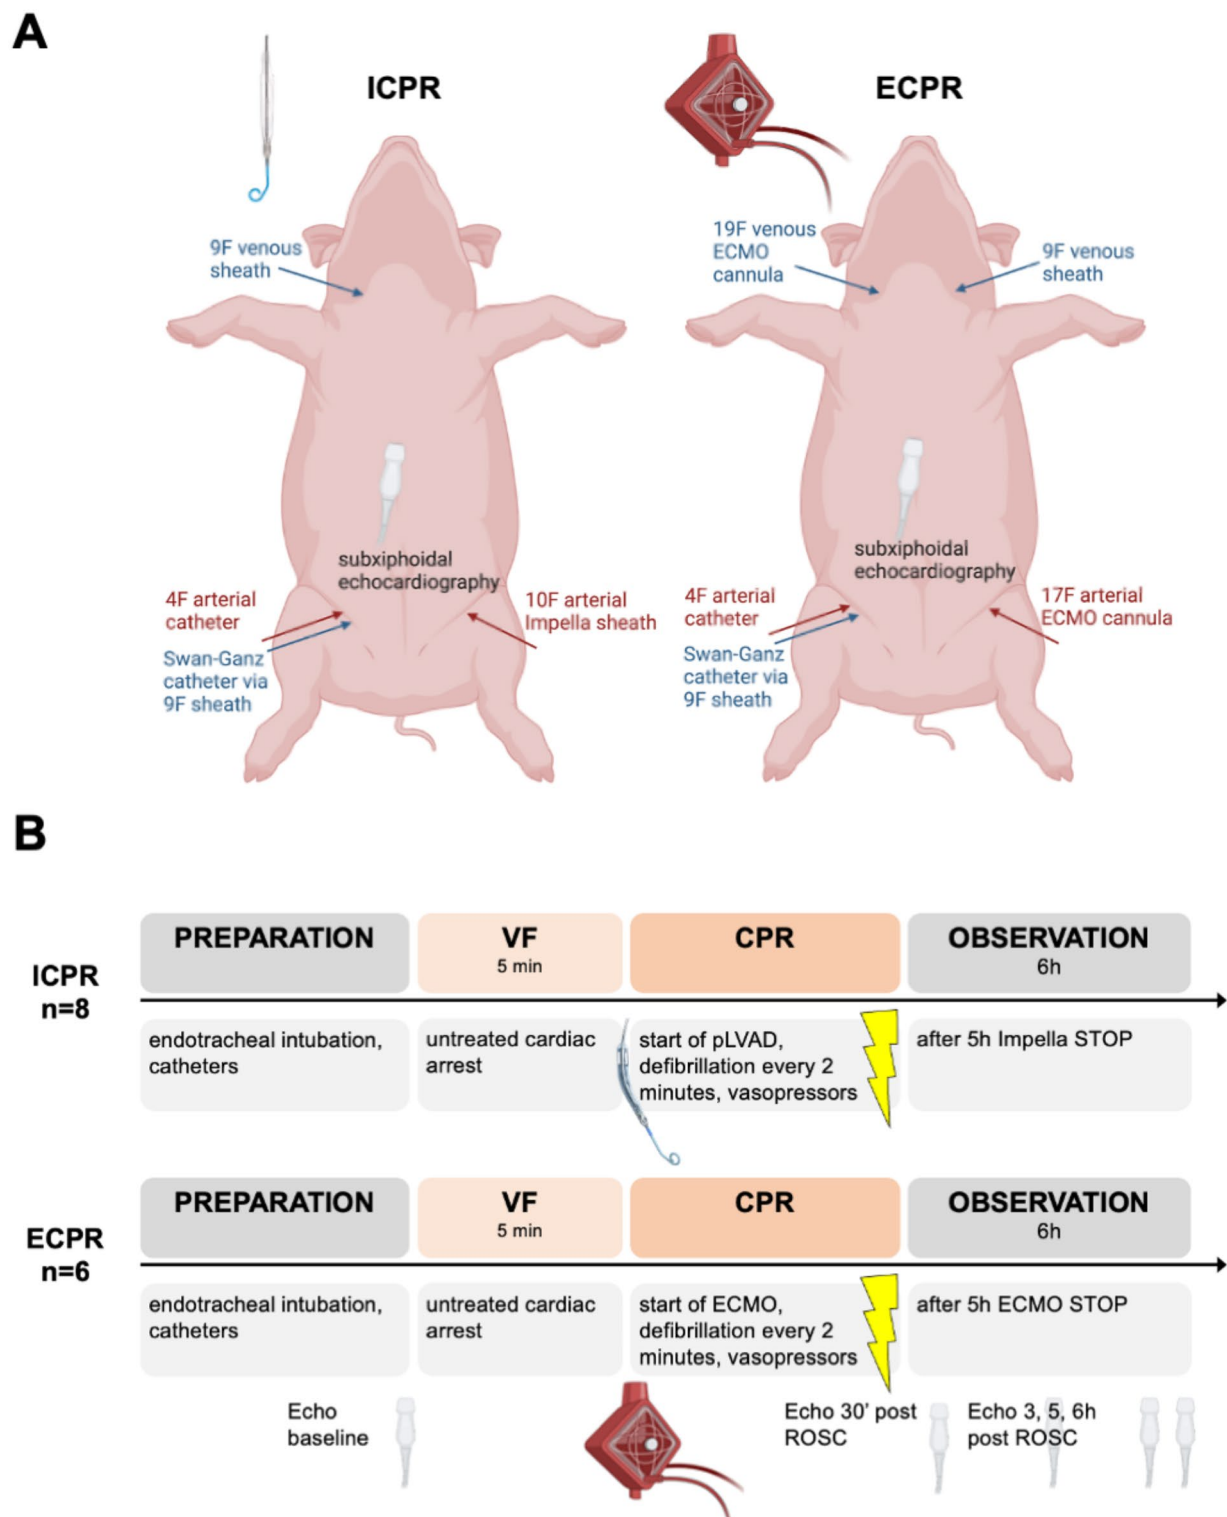 A
ICPR
ECPR
9F venous
sheath
19F venous
ECMO
cannula
9F venous
sheath
subxiphoidal
echocardiography
4F arterial
catheter
10F arterial
Impella sheath
Swan-Ganz
catheter via
9F sheath
subxiphoidal
echocardiography
4F arterial
catheter
17F arterial
ECMO cannula
Swan-Ganz
catheter via
9F sheath
B
ICPR
n=8
PREPARATION
VF
5 min
CPR
OBSERVATION
6h
endotracheal intubation,
catheters
untreated cardiac
arrest
start of pLVAD,
defibrillation every 2
minutes, vasopressors
after 5h Impella STOP
ECPR
n=6
PREPARATION
VF
5 min
CPR
OBSERVATION
6h
endotracheal intubation,
catheters
untreated cardiac
arrest
start of ECMO,
defibrillation every 2
minutes, vasopressors
after 5h ECMO STOP
Echo
baseline
Echo 30' post
ROSC
Echo 3, 5, 6h
post ROSC